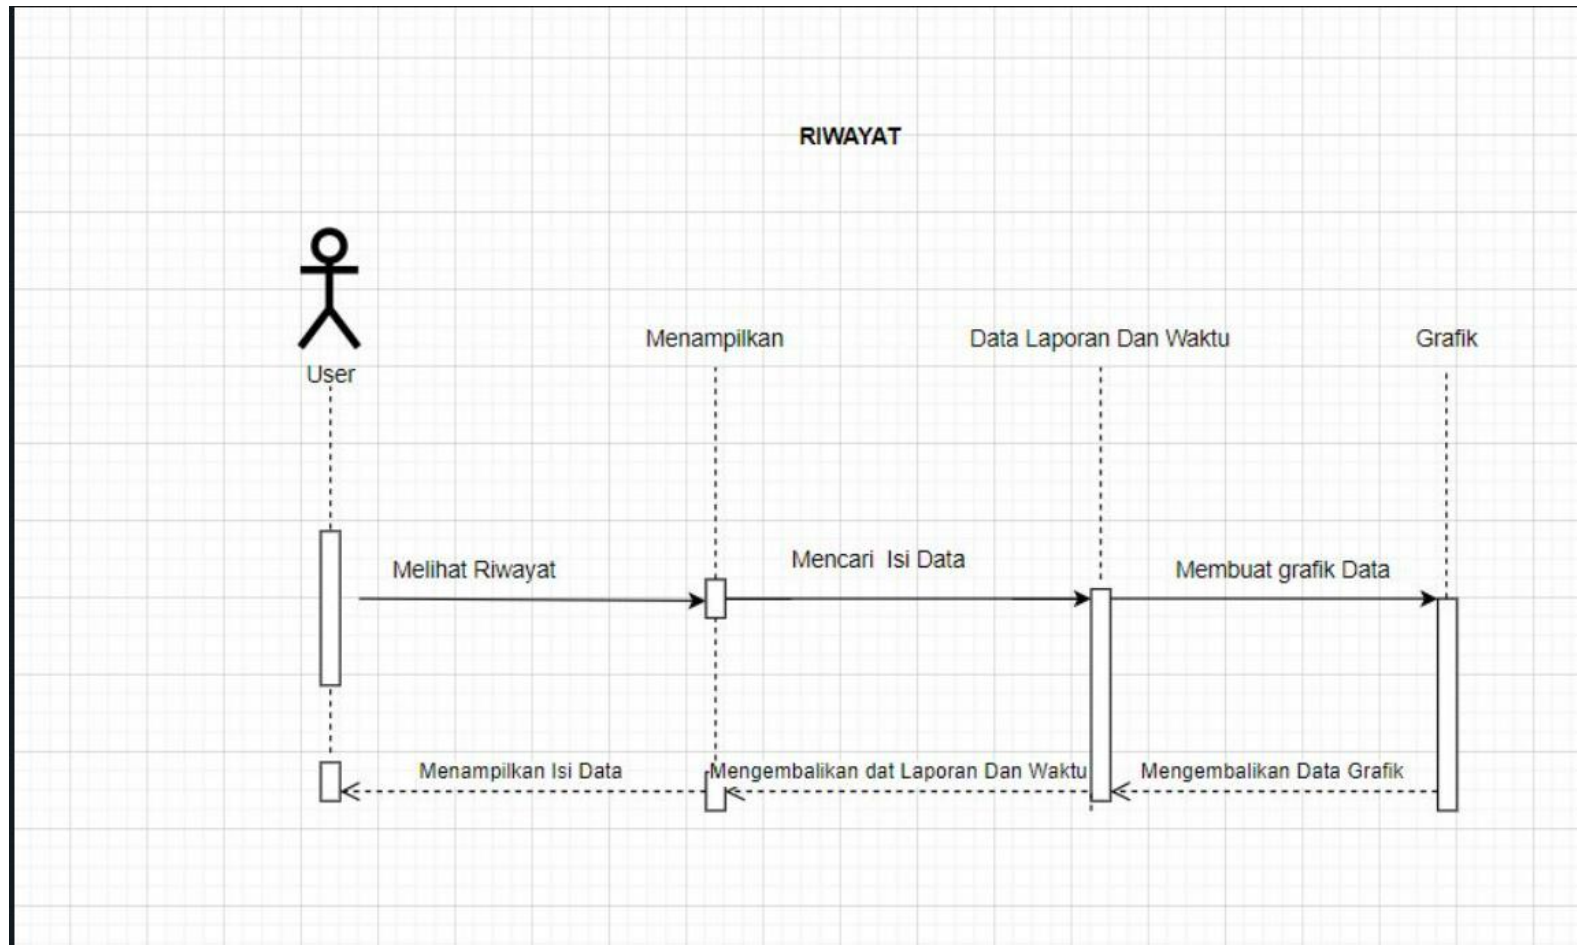 RIWAYAT
User
Menampilkan
Data Laporan Dan Waktu
Grafik
Melihat Riwayat
Mencari Isi Data
Membuat grafik Data
Menampilkan Isi Data
Mengembalikan dat Laporan Dan Waktu
Mengembalikan Data Grafik